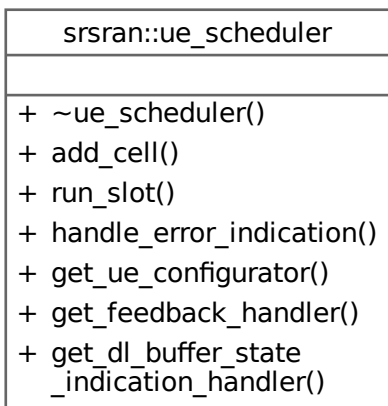 srsran::ue_scheduler
+ ~ue_scheduler()
+ add_cell()
+ run_slot()
+ handle_error_indication()
+ get_ue_configurator()
+ get_feedback_handler()
+ get_dl_buffer_state
_indication_handler()